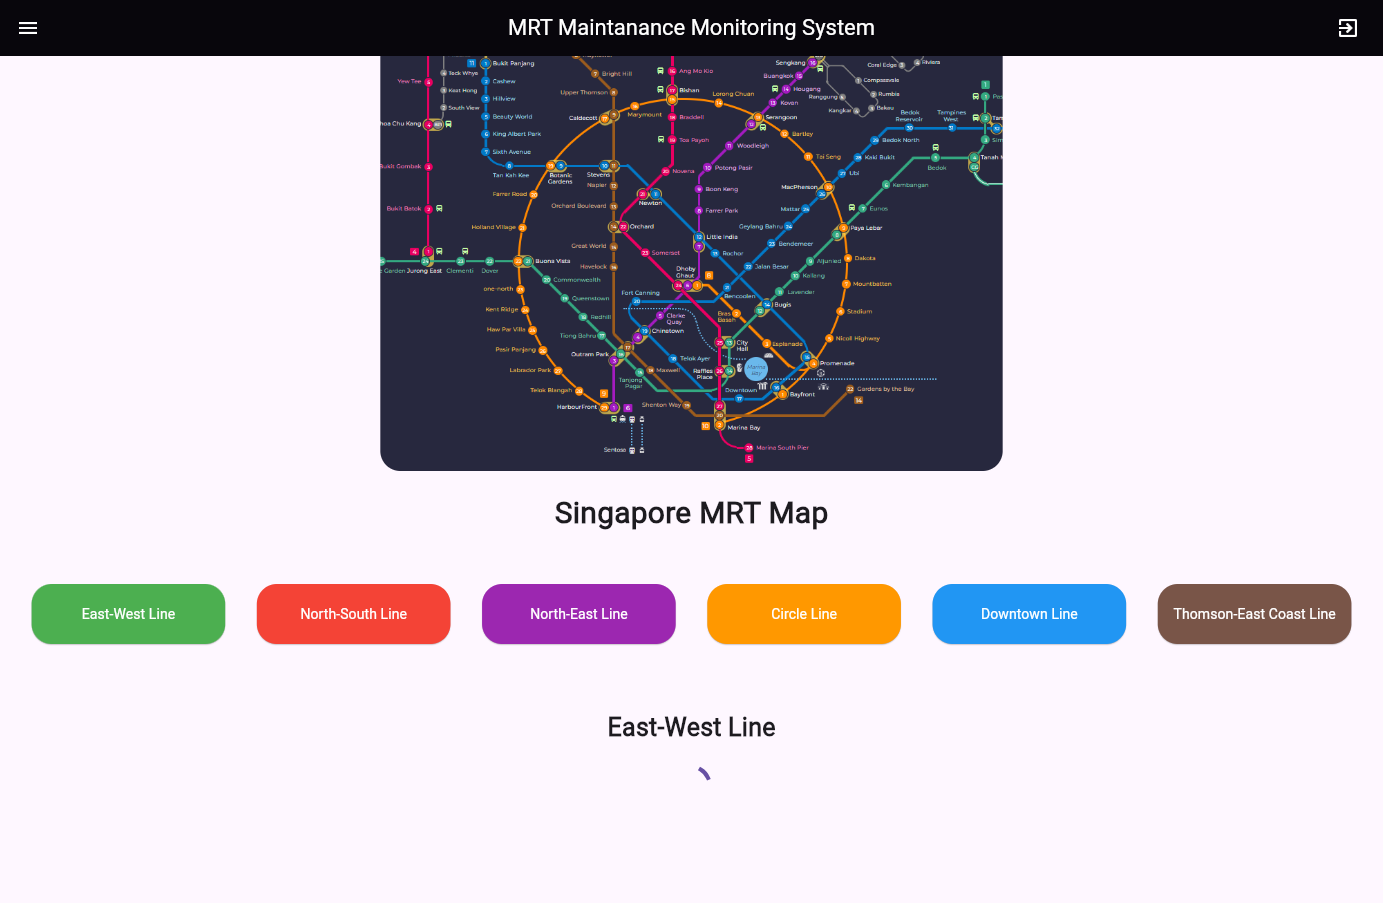 MRT Maintanance Monitoring System
Bukit Panjang
Teck Whye
Keat Hong
South View
Yew Tee
Cashew
Hillview
Beauty World
King Albert Park
Sixth Avenue
hoa Chu Kang
Bukit Gombak
Bukit Batok
Tan Kah Kee
Botanic
Gardens
Stevens
Farrer Road
Holland Village
Buona Vista
Jurong East
Clementi
Dover
e Garden
Commonwealth
Queenstown
Redhill
Tiong Bahru
Outram Park
one-north
Kent Ridge
Haw Par Villa
Pasir Panjang
Labrador Park
Telok Blangah
HarbourFront
Sentosa
Bright Hill
Upper Thomson
Caldecott
Marymount
Ang Mo Kio
Bishan
Braddell
Toa Payoh
Novena
Newton
Napier
Orchard Boulevard
Orchard
Great World
Havelock
Somerset
Dhoby
Ghaut
Fort Canning
Clarke
Quay
Chinatown
Telok Ayer
Maxwell
Tanjong
Pagar
Shenton Way
Raffles
Place
City
Hall
Downtown
Marina
Bay
Marina Bay
Marina South Pier
Bayfront
Gardens by the Bay
Promenade
Esplanade
Bras
Basah
Bencoolen
Bugis
Lavender
Kallang
Aljunied
Paya Lebar
Eunos
Kembangan
Bedok
Tanah M
Nicoll Highway
Stadium
Mountbatten
Dakota
MacPherson
Tai Seng
Bartley
Serangoon
Lorong Chuan
Woodleigh
Potong Pasir
Boon Keng
Farrer Park
Little India
Rochor
Jalan Besar
Bendemeer
Geylang Bahru
Mattar
Ubi
Kaki Bukit
Bedok North
Bedok
Reservoir
Tampines
West
Kovan
Hougang
Buangkok
Sengkang
Compassvale
Rumbia
Bakau
Kangkar
Ranggung
Coral Edge
Riviera
Singapore MRT Map
East-West Line
North-South Line
North-East Line
Circle Line
Downtown Line
Thomson-East Coast Line
East-West Line